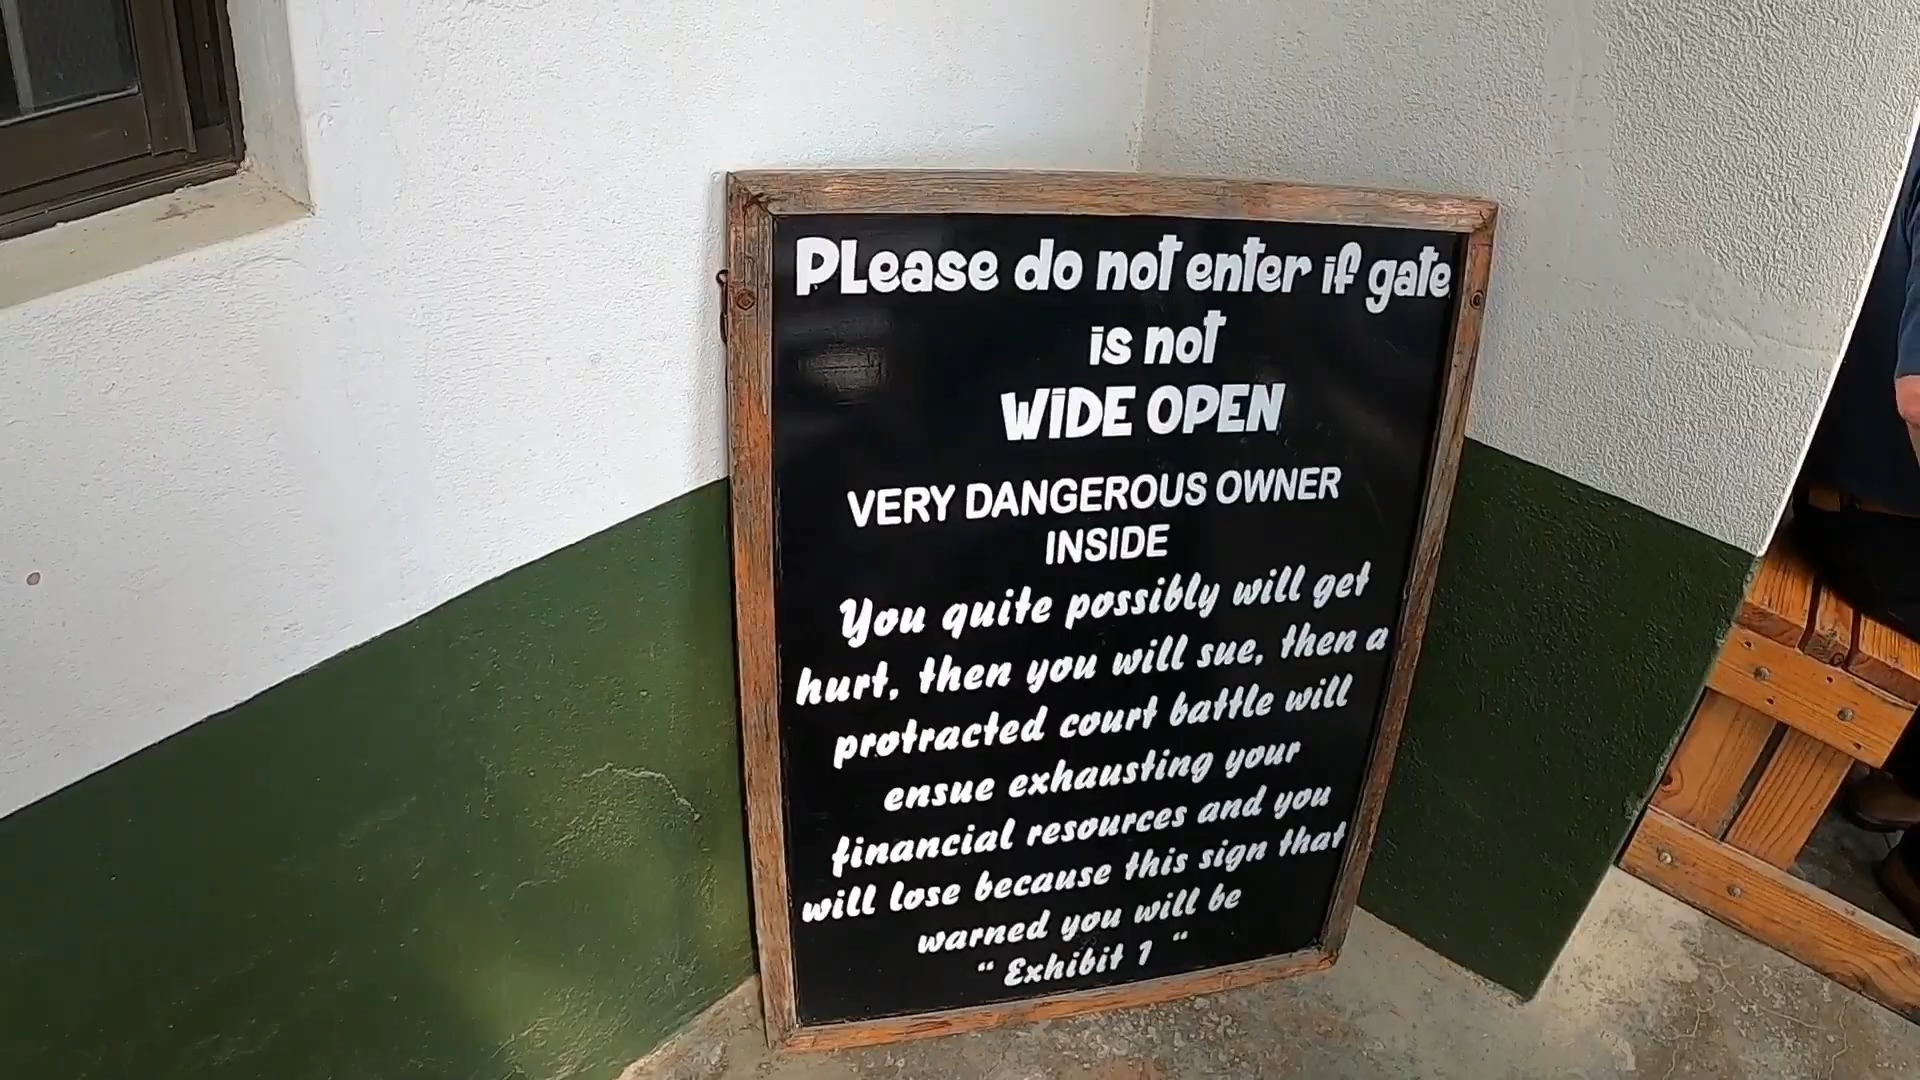 PLease do not enter if gate
is not
WiDE OPEN
VERY DANGEROUS OWNER
INSIDE
You quite possibly will get
hurt, then you will sue, then a
protracted court battle will
ensue exhausting your
financial resources and you
will lose because this sign that
warned you will be
“ Exhibit 1 “